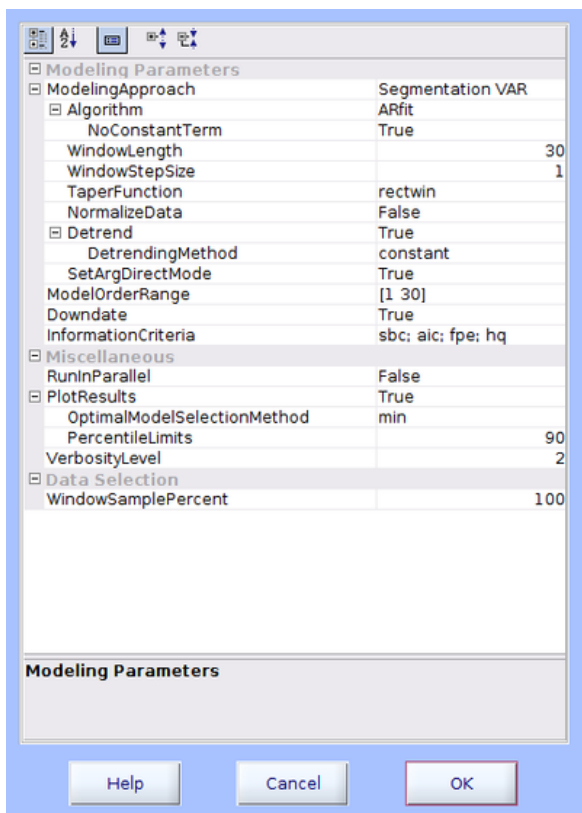 Modeling Parameters
ModelingApproach Segmentation VAR
Algorithm ARfit
NoConstantTerm True
WindowLength 30
WindowStepSize 1
TaperFunction rectwin
NormalizeData False
Detrend True
DetrendingMethod constant
SetArgDirectMode True
ModelOrderRange [1 30]
Downdate True
InformationCriteria sbc; aic; fpe; hq
Miscellaneous
RunInParallel False
PlotResults True
OptimalModelSelectionMethod min
PercentileLimits 90
VerbosityLevel 2
Data Selection
WindowSamplePercent 100
Modeling Parameters
Help Cancel OK